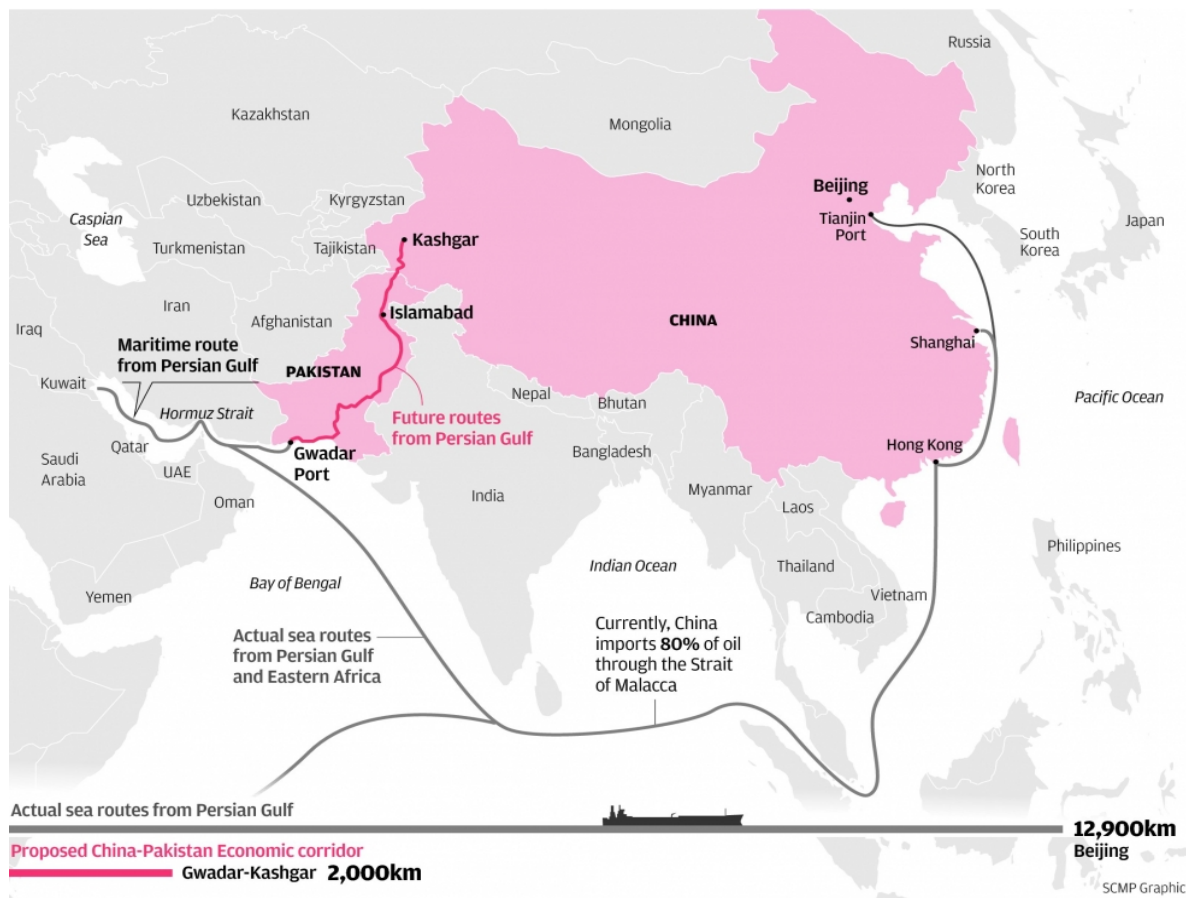 Russia
Kazakhstan
Mongolia
North
Korea
Beijing
Uzbekistan
Kyrgyzstan
Caspian
Sea
Tianjin
Port
Japan
South
Korea
Turkmenistan
Tajikistan
Kashgar
Iran
Islamabad
Afghanistan
CHINA
Iraq
Maritime route
from Persian Gulf
Shanghai
PAKISTAN
Kuwait
Nepal
Bhutan
Pacific Ocean
Hormuz Strait
Future routes
from Persian Gulf
Qatar
Hong Kong
Gwadar
Port
Bangladesh
Saudi
Arabia
UAE
Myanmar
India
Oman
Laos
Philippines
Indian Ocean
Thailand
Bay of Bengal
Yemen
Vietnam
Cambodia
Currently, China
imports 80% of oil
through the Strait
of Malacca
Actual sea routes
from Persian Gulf
and Eastern Africa
Actual sea routes from Persian Gulf
12,900km
Beijing
Proposed China-Pakistan Economic corridor
Gwadar-Kashgar 2,000km
SCMP Graphic